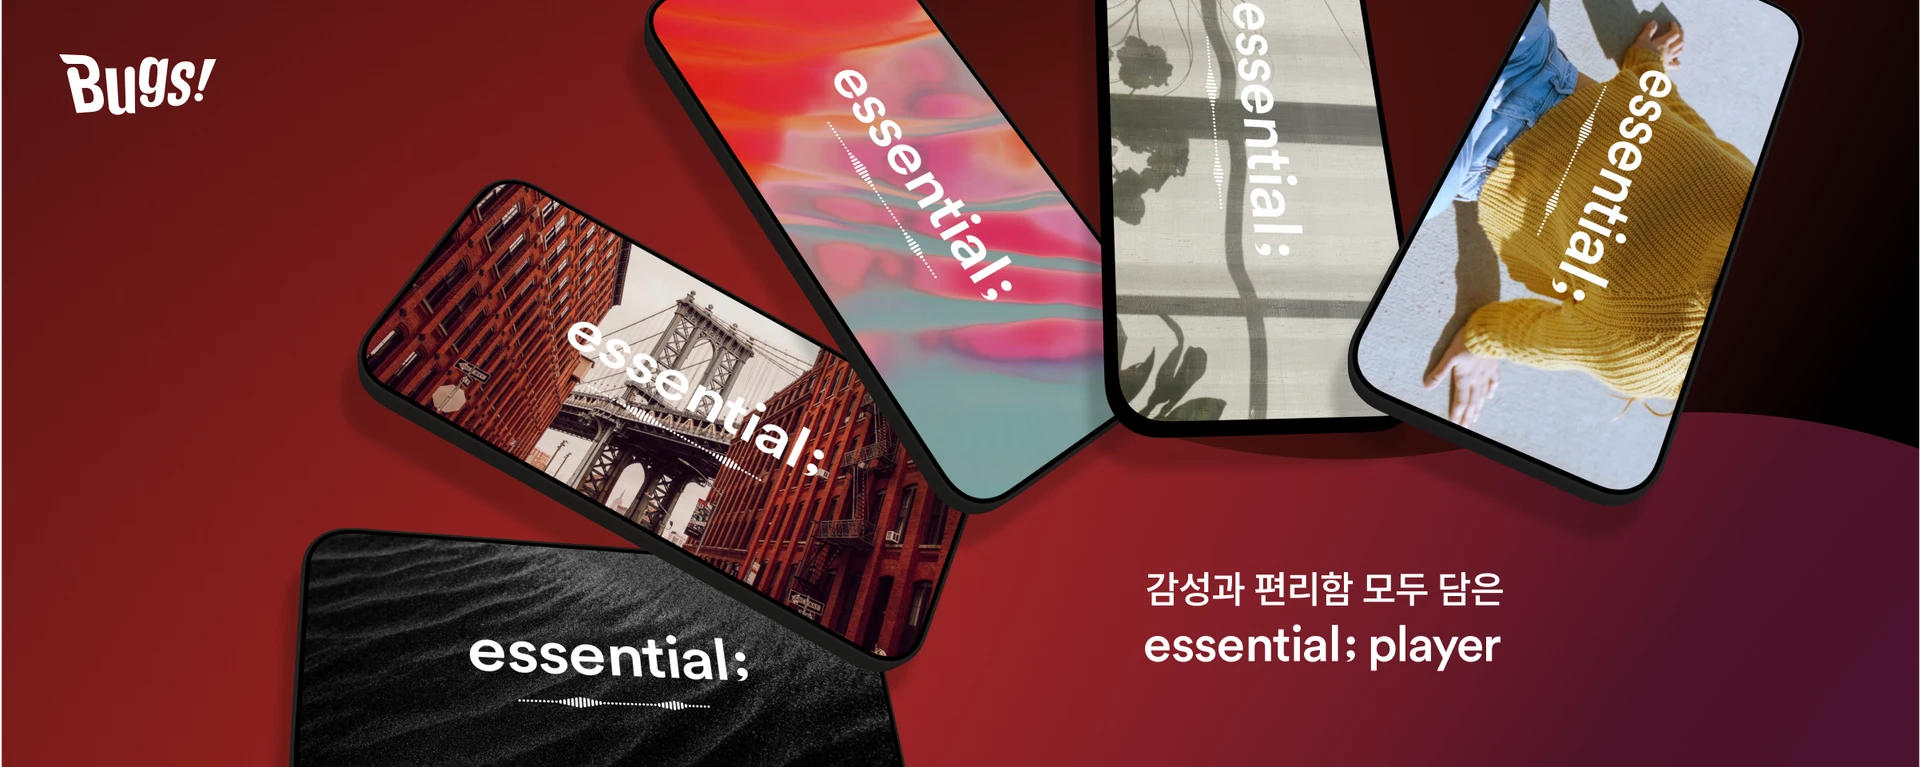 Bugs!
essential;
essential;
essential;
essential;
essential;
감성과 편리함 모두 담은
essential; player